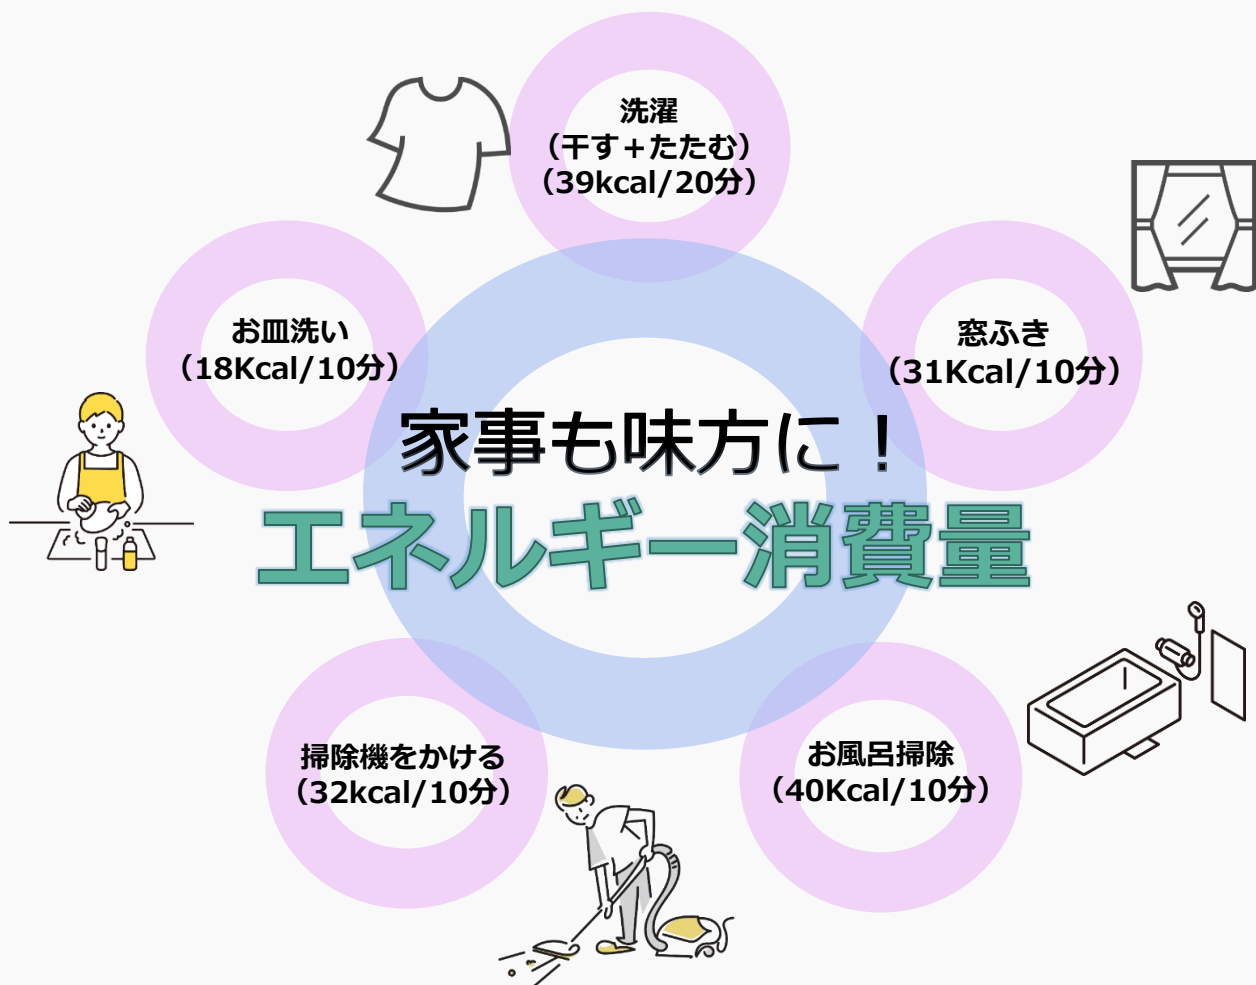 洗濯
（干す＋たたむ）
（39kcal/20分）
お皿洗い
（18Kcal/10分）
窓ふき
（31Kcal/10分）
家事も味方に！
エネルギー消費量
掃除機をかける
（32kcal/10分）
お風呂掃除
（40Kcal/10分）